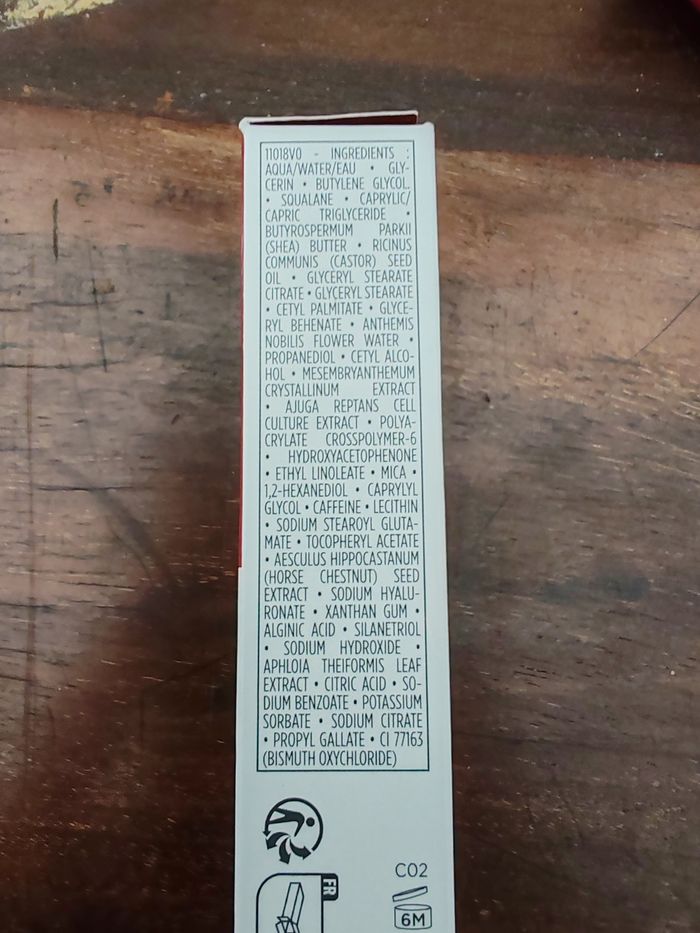 11018V0 - INGREDIENTS :
AQUA/WATER/EAU • GLY-
CERIN • BUTYLENE GLYCOL
• SQUALANE • CAPRYLIC/
CAPRIC TRIGLYCERIDE •
BUTYROSPERMUM PARKII
(SHEA) BUTTER • RICINUS
COMMUNIS (CASTOR) SEED
OIL • GLYCERYL STEARATE
CITRATE • GLYCERYL STEARATE
• CETYL PALMITATE • GLYCE-
RYL BEHENATE • ANTHEMIS
NOBILIS FLOWER WATER •
PROPANEDIOL • CETYL ALCO-
HOL • MESEMBRYANTHEMUM
CRYSTALLINUM EXTRACT
• AJUGA REPTANS CELL
CULTURE EXTRACT • POLYA-
CRYLATE CROSSPOLYMER-6
• HYDROXYACETOPHENONE
• ETHYL LINOLEATE • MICA •
1,2-HEXANEDIOL • CAPRYLYL
GLYCOL • CAFFEINE • LECITHIN
• SODIUM STEAROYL GLUTA-
MATE • TOCOPHERYL ACETATE
• AESCULUS HIPPOCASTANUM
(HORSE CHESTNUT) SEED
EXTRACT • SODIUM HYALU-
RONATE • XANTHAN GUM •
ALGINIC ACID • SILANETRIOL
• SODIUM HYDROXIDE •
APHLOIA THEIFORMIS LEAF
EXTRACT • CITRIC ACID • SO-
DIUM BENZOATE • POTASSIUM
SORBATE • SODIUM CITRATE
• PROPYL GALLATE • CI 77163
(BISMUTH OXYCHLORIDE)
C02
FR
6M